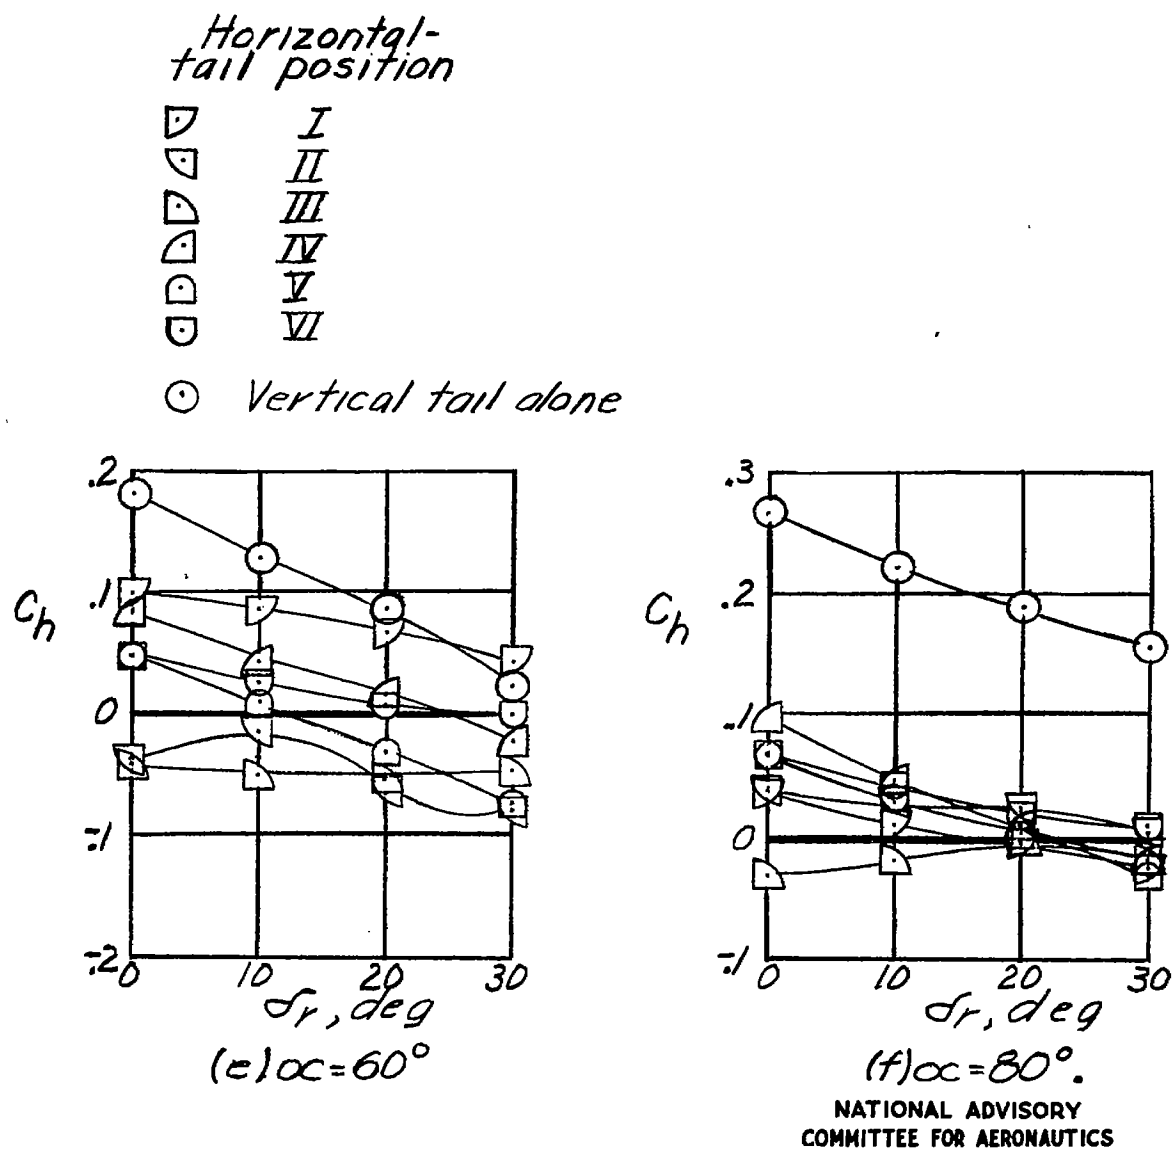 Horizontal-
tail position
I
II
III
IV
V
VI
Vertical tail alone
.2
.1
0
-.1
-.2
Ch
0 10 20 30
δr, deg
(e) α = 60°
.3
.2
.1
0
-.1
Ch
0 10 20 30
δr, deg
(f) α = 80°.
NATIONAL ADVISORY
COMMITTEE FOR AERONAUTICS